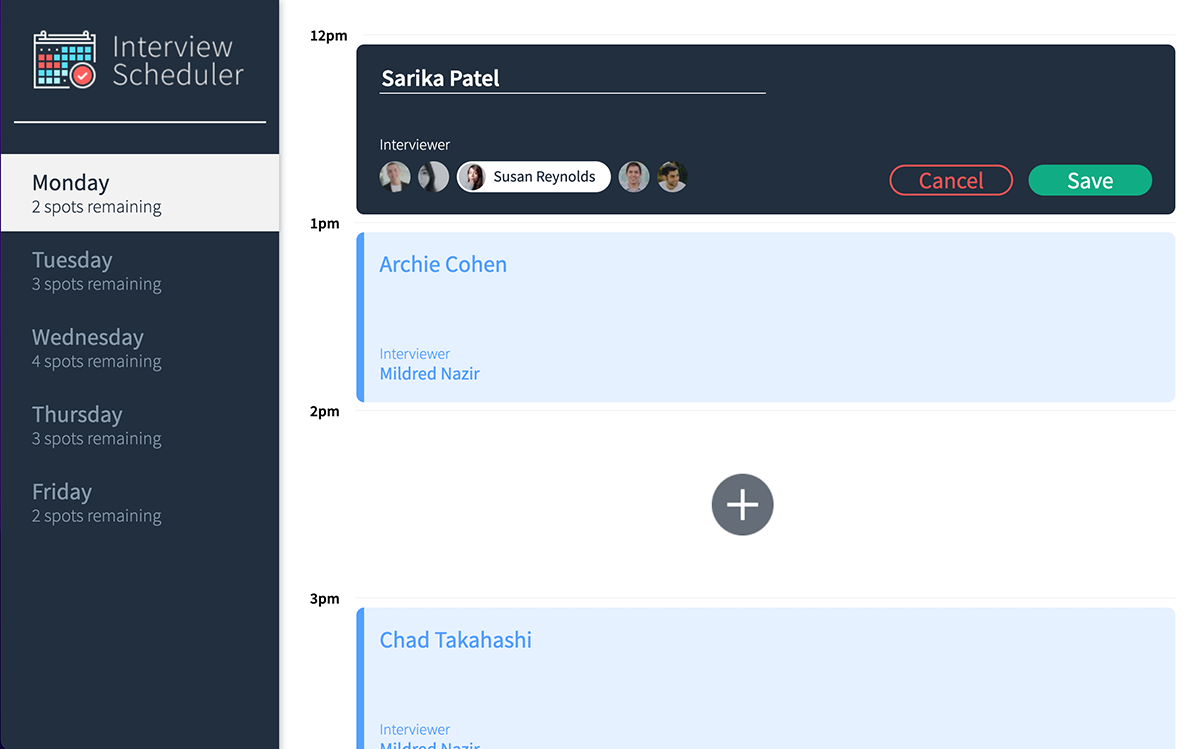 Interview
Scheduler
Monday
2 spots remaining
Tuesday
3 spots remaining
Wednesday
4 spots remaining
Thursday
3 spots remaining
Friday
2 spots remaining
12pm
Sarika Patel
Interviewer
Susan Reynolds
Cancel
Save
1pm
Archie Cohen
Interviewer
Mildred Nazir
2pm
3pm
Chad Takahashi
Interviewer
Mildred Nazir